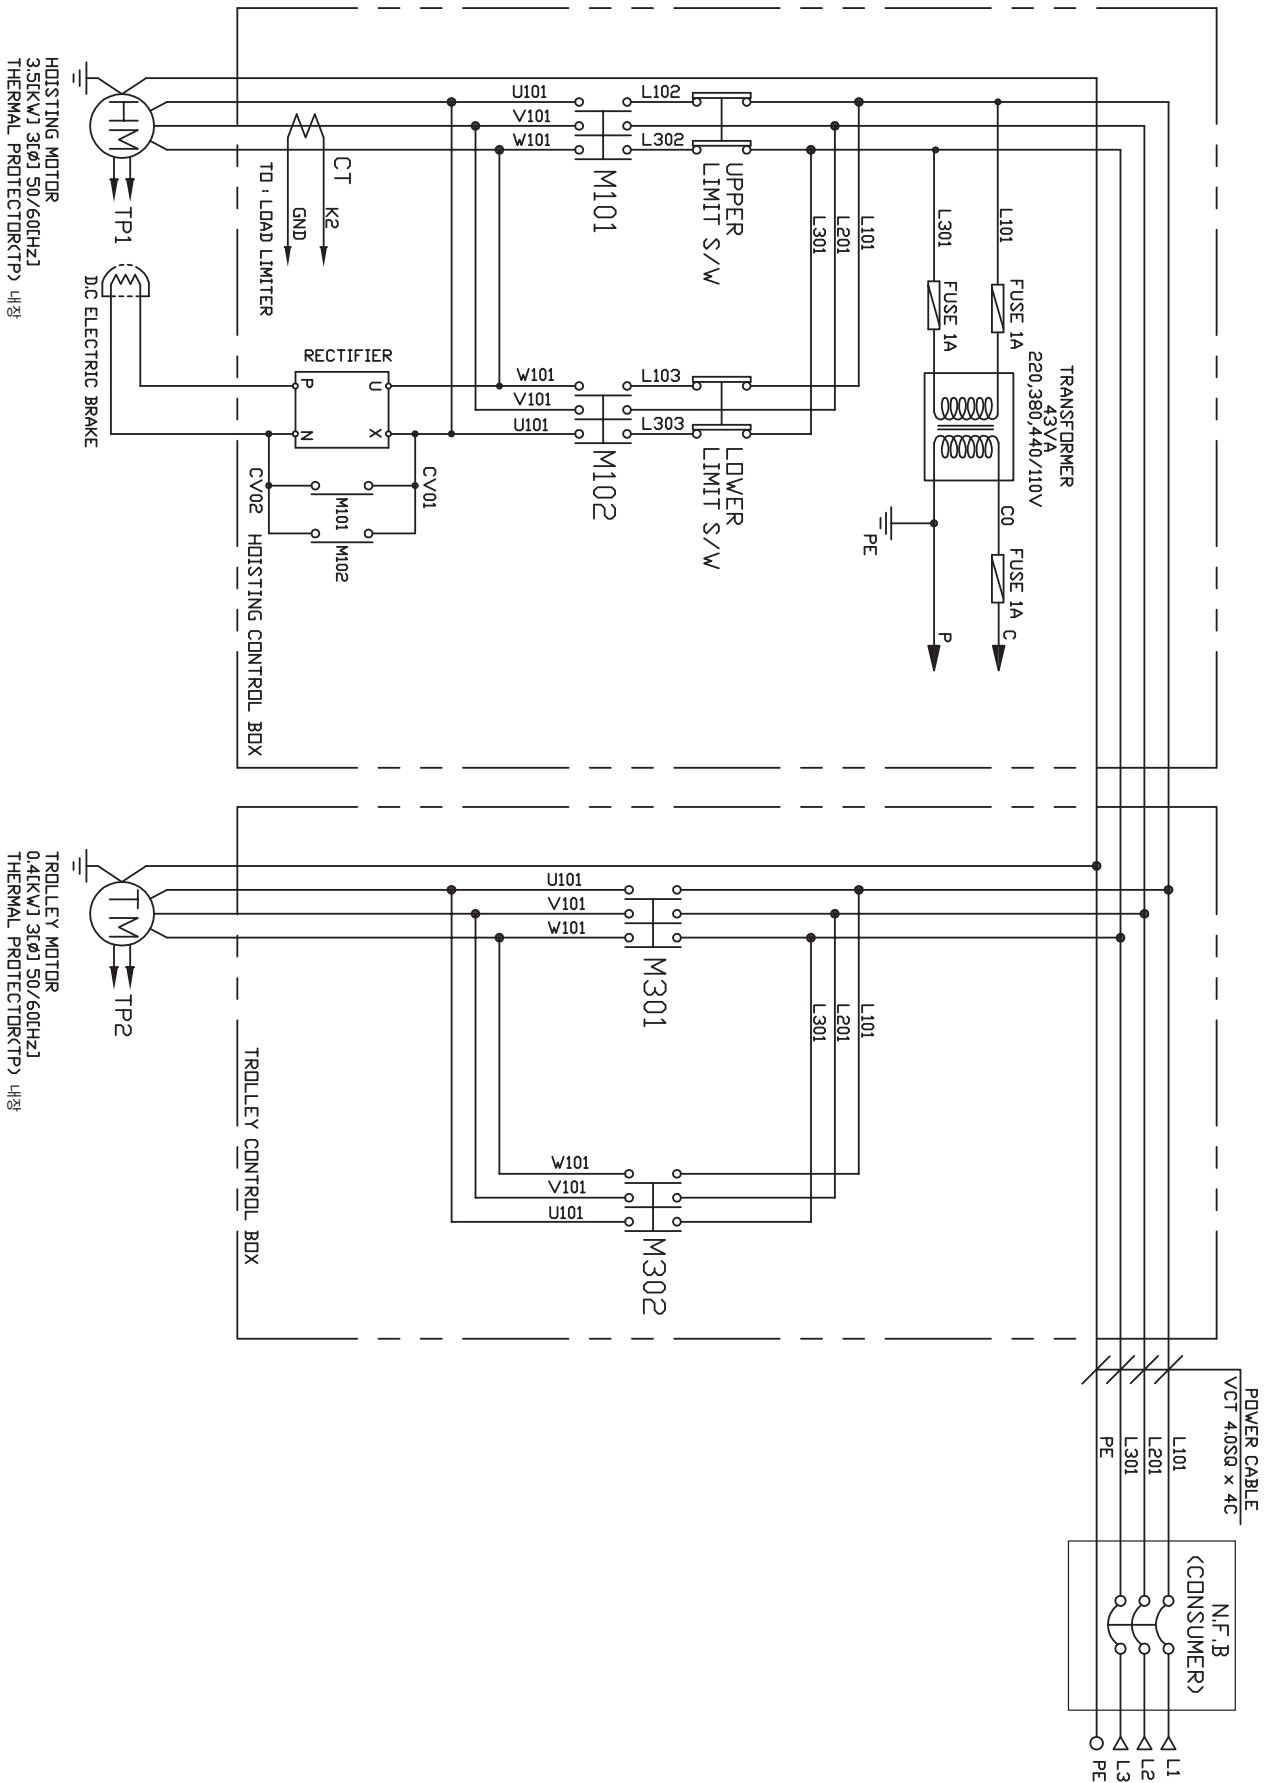 HOISTING MOTOR
3.5[KW] 3[Ø] 50/60[Hz]
THERMAL PROTECTOR(TP) 내장
HM
TP1
D.C ELECTRIC BRAKE
CT
K2
GND
TO : LOAD LIMITER
RECTIFIER
P
U
N
X
U101
V101
W101
M101
L102
L302
UPPER
LIMIT S/W
W101
V101
U101
M102
L103
L303
LOWER
LIMIT S/W
CV01
CV02
M101
M102
L101
L201
L301
L301
L101
FUSE 1A
FUSE 1A
TRANSFORMER
43VA
220,380,440/110V
PE
C0
FUSE 1A
C
P
HOISTING CONTROL BOX
TROLLEY MOTOR
0.4[KW] 3[Ø] 50/60[Hz]
THERMAL PROTECTOR(TP) 내장
TM
TP2
U101
V101
W101
M301
L101
L201
L301
W101
V101
U101
M302
TROLLEY CONTROL BOX
POWER CABLE
VCT 4.0SQ × 4C
L101
L201
L301
PE
N.F.B
(CONSUMER)
L1
L2
L3
PE